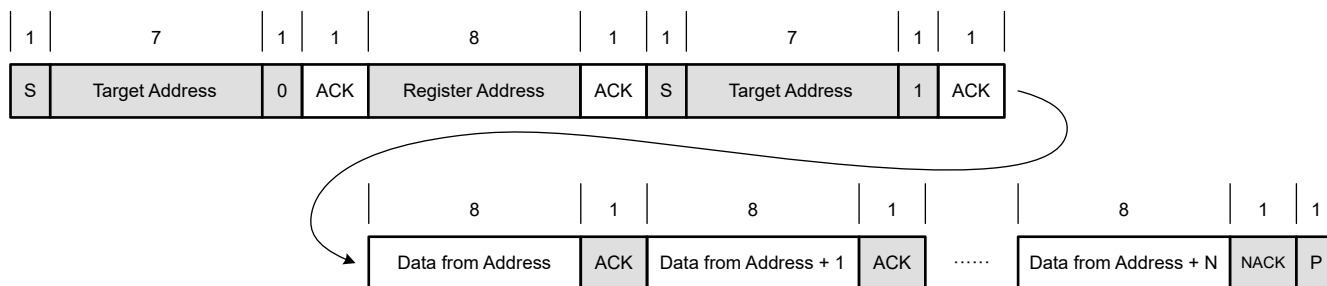 1 7 1 1 8 1 1 7 1 1
S Target Address 0 ACK Register Address ACK S Target Address 1 ACK
8 1 8 1 8 1 1
Data from Address ACK Data from Address + 1 ACK ...... Data from Address + N NACK P